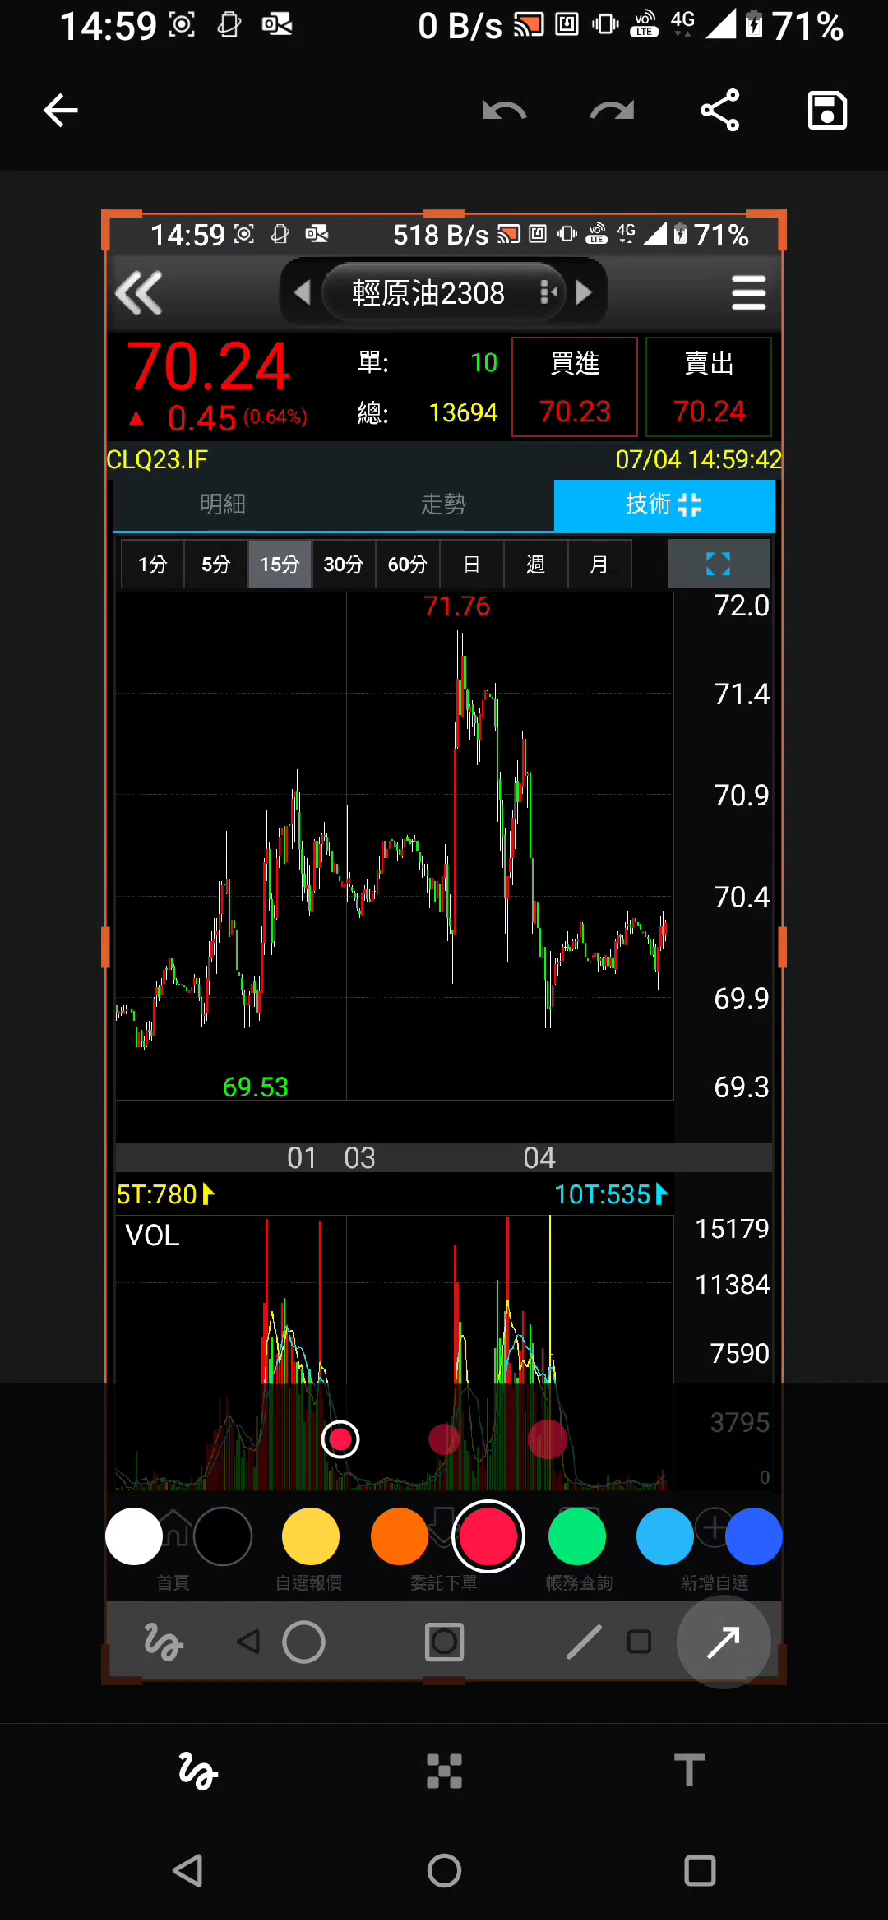 14:59 0 B/s VO LTE 4G 71%
14:59 518 B/s VO LTE 4G 71%
輕原油2308
70.24 單: 10 買進 賣出
▲ 0.45 (0.64%) 總: 13694 70.23 70.24
CLQ23.IF 07/04 14:59:42
明細 走勢 技術
1分 5分 15分 30分 60分 日 週 月
71.76 72.0
71.4
70.9
70.4
69.9
69.53 69.3
01 03 04
5T:780 10T:535
VOL 15179
11384
7590
3795
0
首頁 自選報價 委託下單 帳務查詢 新增自選
T